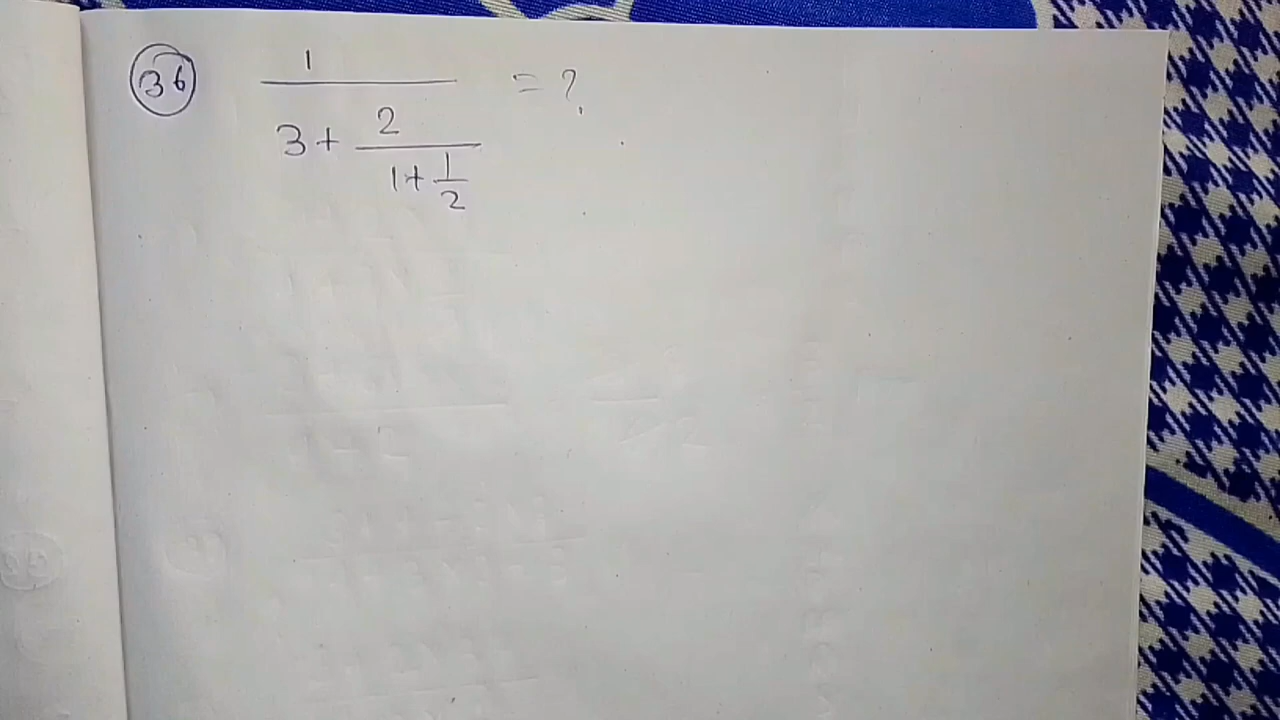 36 1 = ?
3 + 2
1 + 1
2